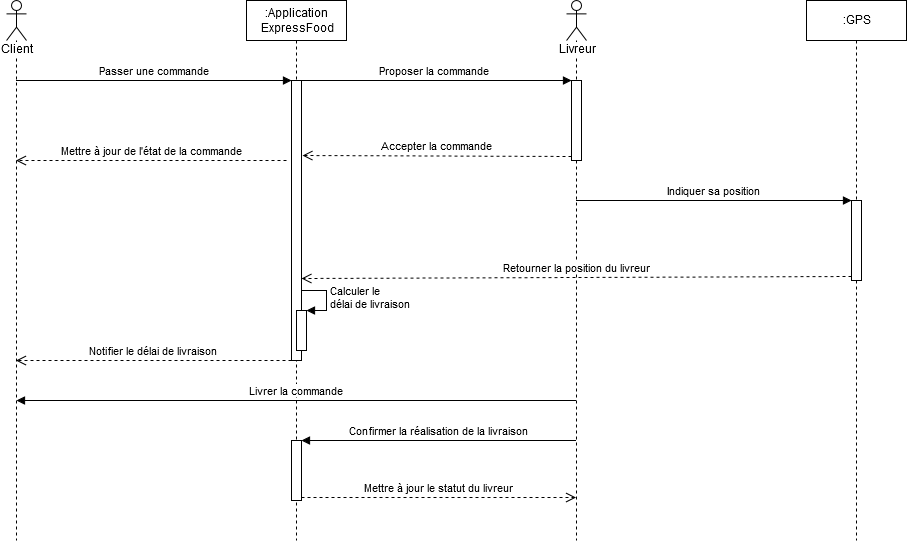 :Application
ExpressFood
:GPS
Client
Livreur
Passer une commande
Proposer la commande
Accepter la commande
Mettre à jour de l'état de la commande
Indiquer sa position
Retourner la position du livreur
Calculer le
délai de livraison
Notifier le délai de livraison
Livrer la commande
Confirmer la réalisation de la livraison
Mettre à jour le statut du livreur